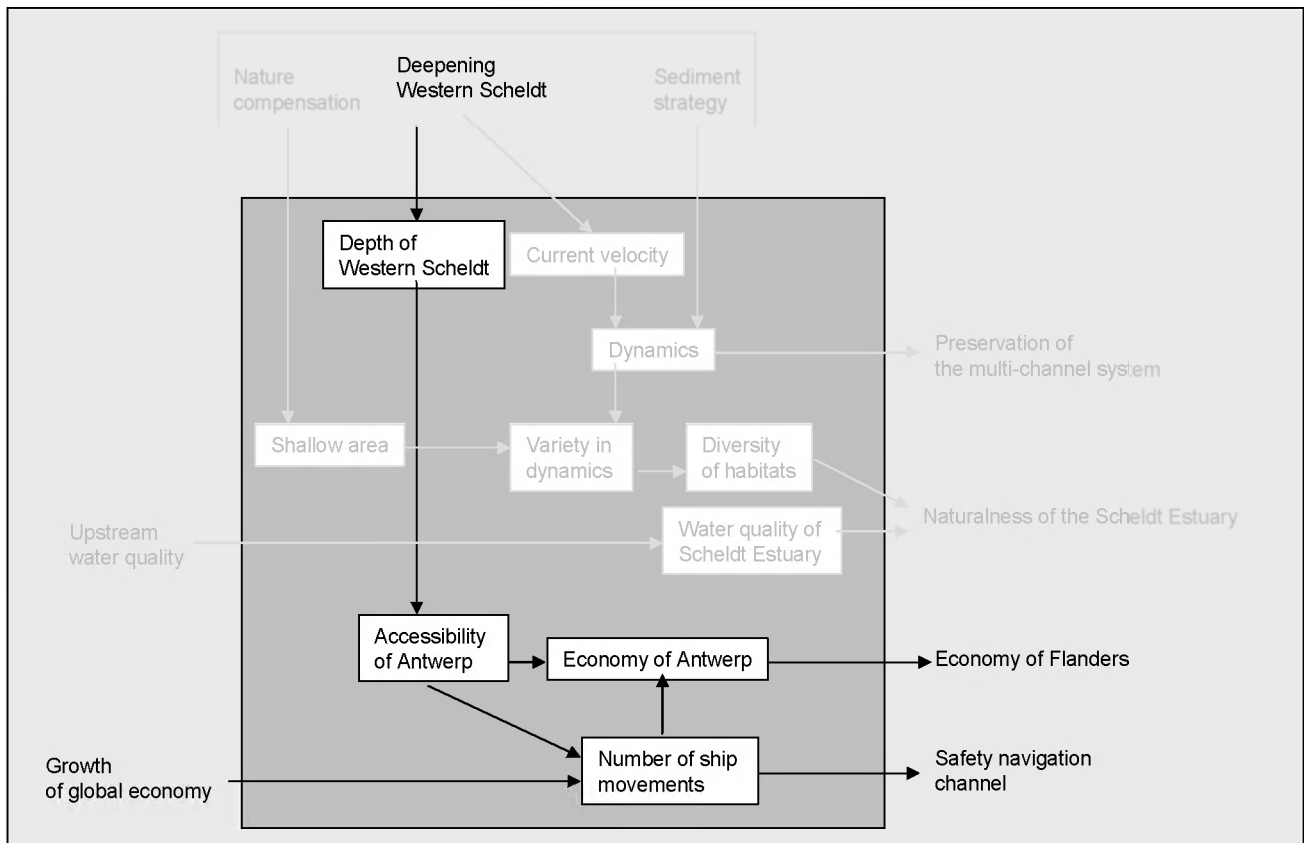 Nature
compensation
Deepening
Western Scheldt
Sediment
strategy
Depth of
Western Scheldt
Current velocity
Dynamics
Preservation of
the multi-channel system
Shallow area
Variety in
dynamics
Diversity
of habitats
Naturalness of the Scheldt Estuary
Upstream
water quality
Water quality of
Scheldt Estuary
Accessibility
of Antwerp
Economy of Antwerp
Economy of Flanders
Growth
of global economy
Number of ship
movements
Safety navigation
channel